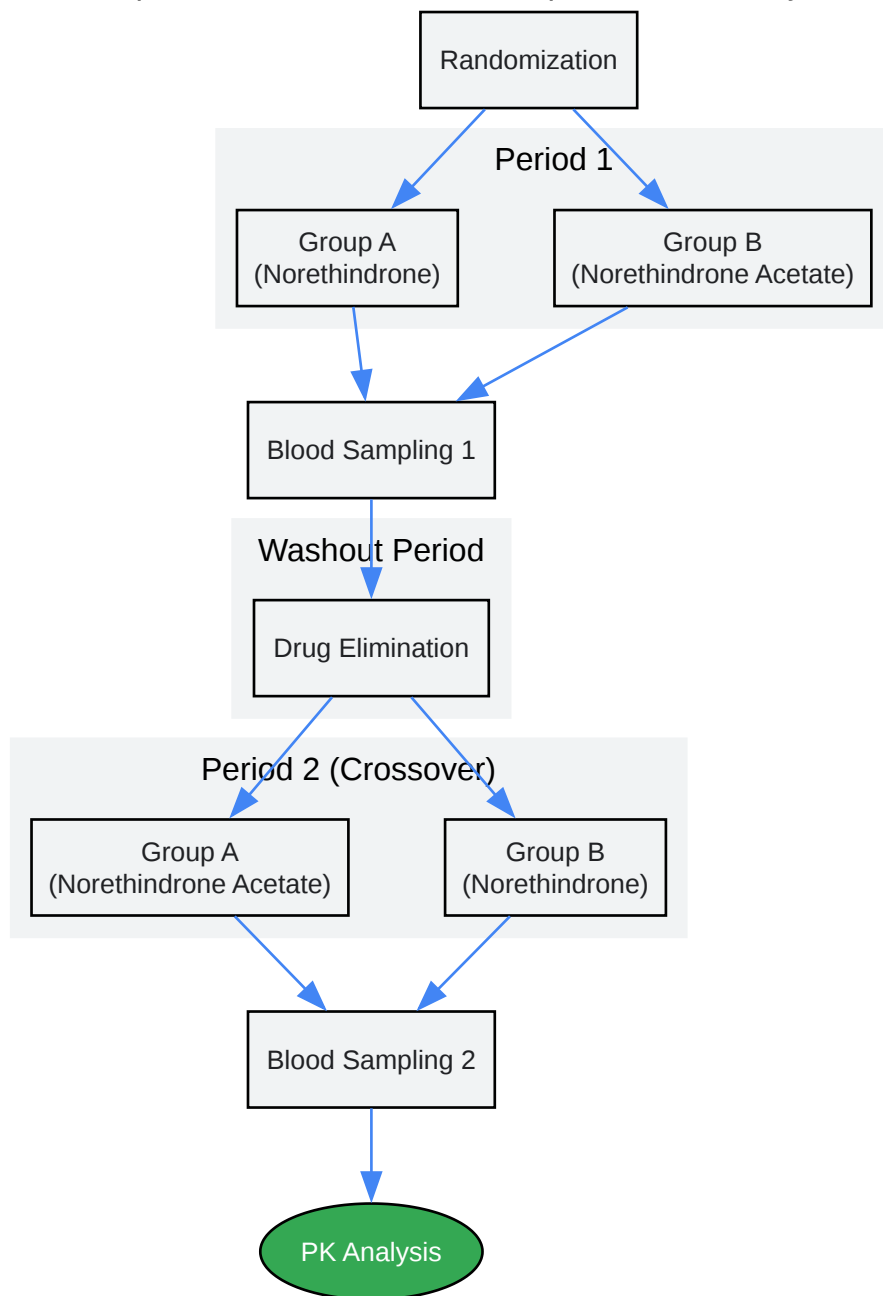 Randomization
Period 1
Group A
(Norethindrone)
Group B
(Norethindrone Acetate)
Blood Sampling 1
Washout Period
Drug Elimination
Period 2 (Crossover)
Group A
(Norethindrone Acetate)
Group B
(Norethindrone)
Blood Sampling 2
PK Analysis